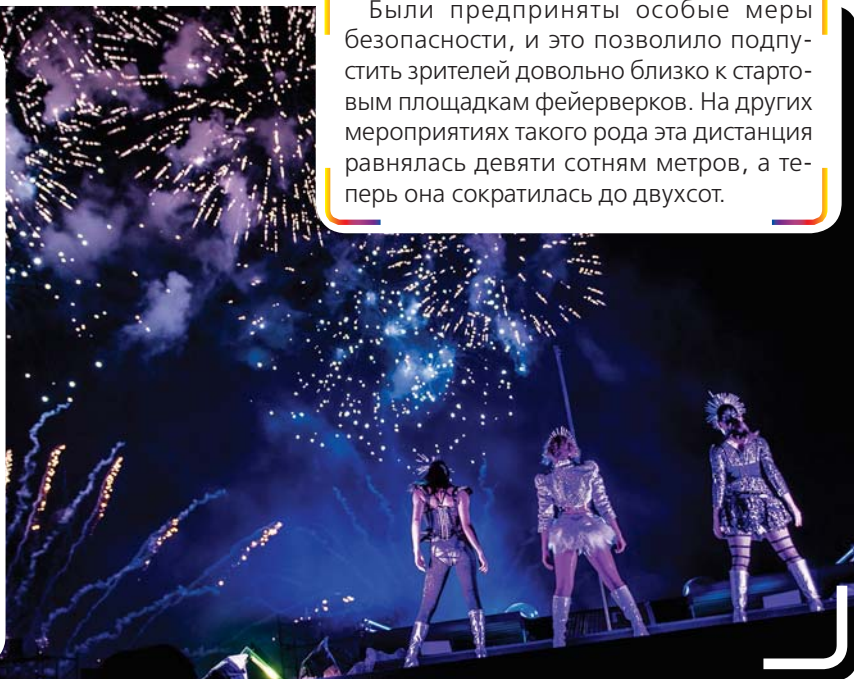 Были предприняты особые меры
безопасности, и это позволило подпу-
стить зрителей довольно близко к старто-
вым площадкам фейерверков. На других
мероприятиях такого рода эта дистанция
равнялась девяти сотням метров, а те-
перь она сократилась до двухсот.